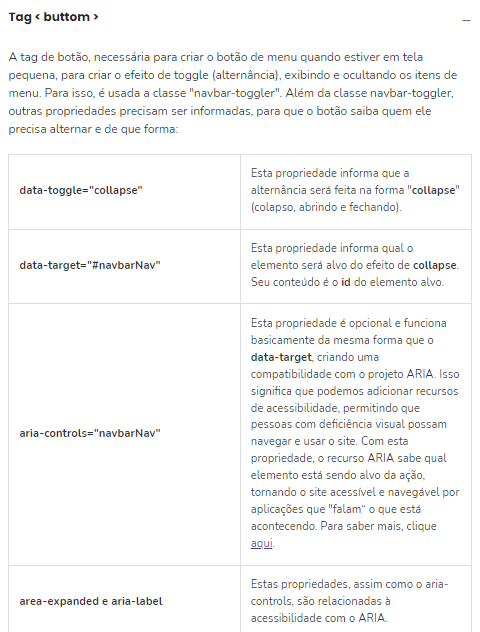 Tag < buttom >
A tag de botão, necessária para criar o botão de menu quando estiver em tela
pequena, para criar o efeito de toggle (alternância), exibindo e ocultando os itens de
menu. Para isso, é usada a classe "navbar-toggler". Além da classe navbar-toggler,
outras propriedades precisam ser informadas, para que o botão saiba quem ele
precisa alternar e de que forma:
data-toggle="collapse"
Esta propriedade informa que a
alternância será feita na forma "collapse"
(colapso, abrindo e fechando).
data-target="#navbarNav"
Esta propriedade informa qual o
elemento será alvo do efeito de collapse.
Seu conteúdo é o id do elemento alvo.
aria-controls="navbarNav"
Esta propriedade é opcional e funciona
basicamente da mesma forma que o
data-target, criando uma
compatibilidade com o projeto ARIA. Isso
significa que podemos adicionar recursos
de acessibilidade, permitindo que
pessoas com deficiência visual possam
navegar e usar o site. Com esta
propriedade, o recurso ARIA sabe qual
elemento está sendo alvo da ação,
tornando o site acessível e navegável por
aplicações que "falam“ o que está
acontecendo. Para saber mais, clique
aqui.
area-expanded e aria-label
Estas propriedades, assim como o aria-
controls, são relacionadas à
acessibilidade com o ARIA.